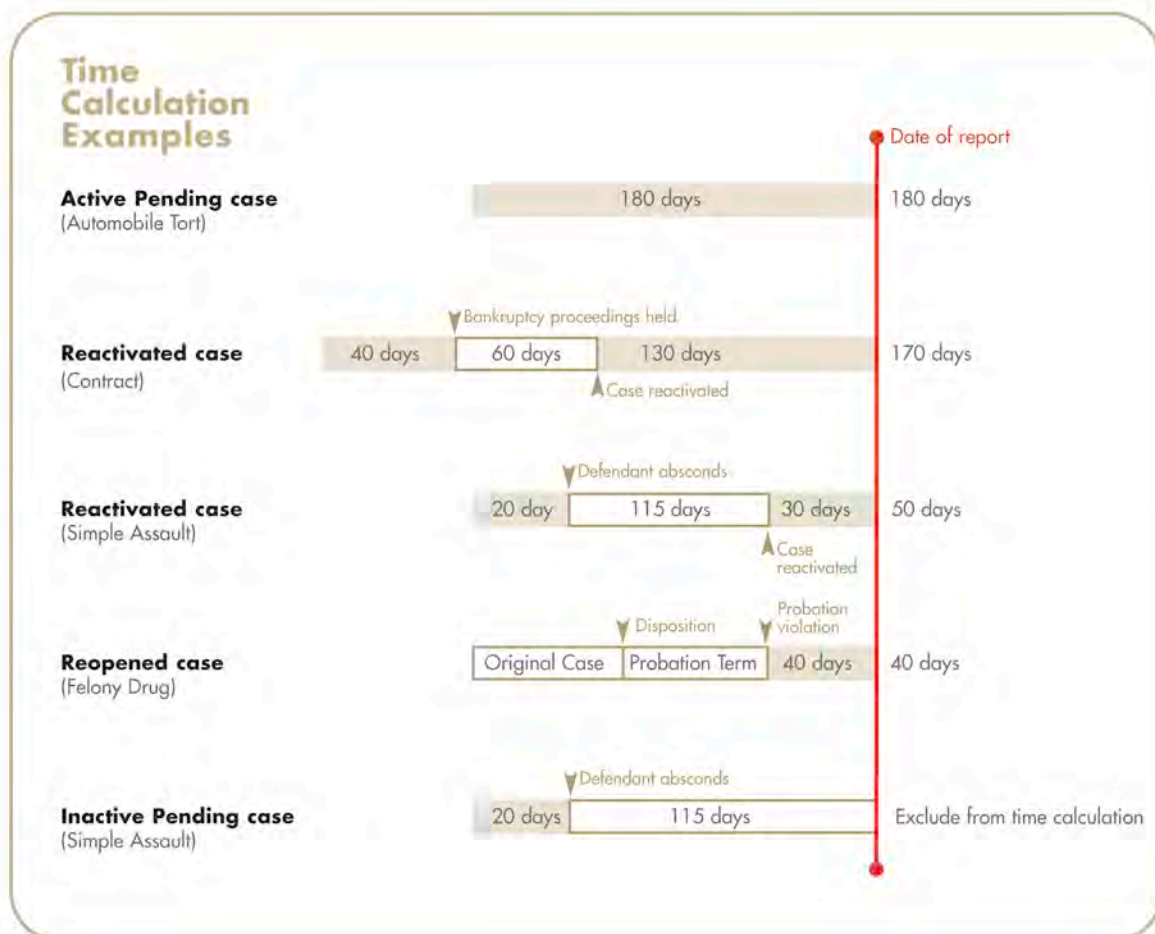 Time
Calculation
Examples
Date of report
Active Pending case
(Automobile Tort)
180 days
180 days
Bankruptcy proceedings held
Reactivated case
(Contract)
40 days
60 days
130 days
170 days
Case reactivated
Defendant absconds
Reactivated case
(Simple Assault)
20 day
115 days
30 days
50 days
Case
reactivated
Probation
violation
Disposition
Reopened case
(Felony Drug)
Original Case
Probation Term
40 days
40 days
Defendant absconds
Inactive Pending case
(Simple Assault)
20 days
115 days
Exclude from time calculation